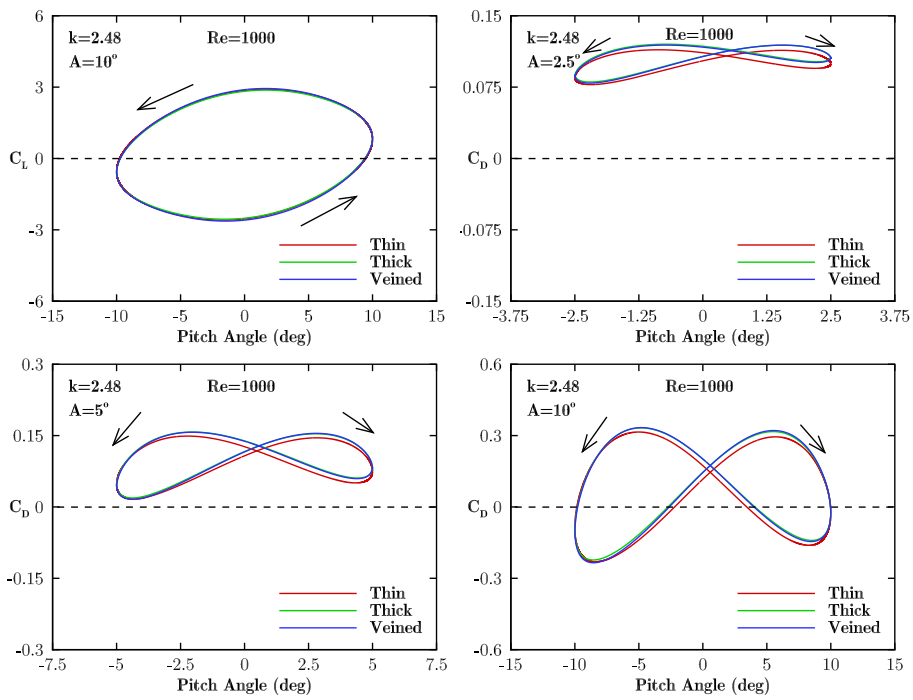 6
3
0
-3
-6
C_L
k=2.48
A=10°
Re=1000
Thin
Thick
Veined
-15 -10 -5 0 5 10 15
Pitch Angle (deg)
0.15
0.075
0
-0.075
-0.15
C_D
k=2.48
A=2.5°
Re=1000
Thin
Thick
Veined
-3.75 -2.5 -1.25 0 1.25 2.5 3.75
Pitch Angle (deg)
0.3
0.15
0
-0.15
-0.3
C_D
k=2.48
A=5°
Re=1000
Thin
Thick
Veined
-7.5 -5 -2.5 0 2.5 5 7.5
Pitch Angle (deg)
0.6
0.3
0
-0.3
-0.6
C_D
k=2.48
A=10°
Re=1000
Thin
Thick
Veined
-15 -10 -5 0 5 10 15
Pitch Angle (deg)